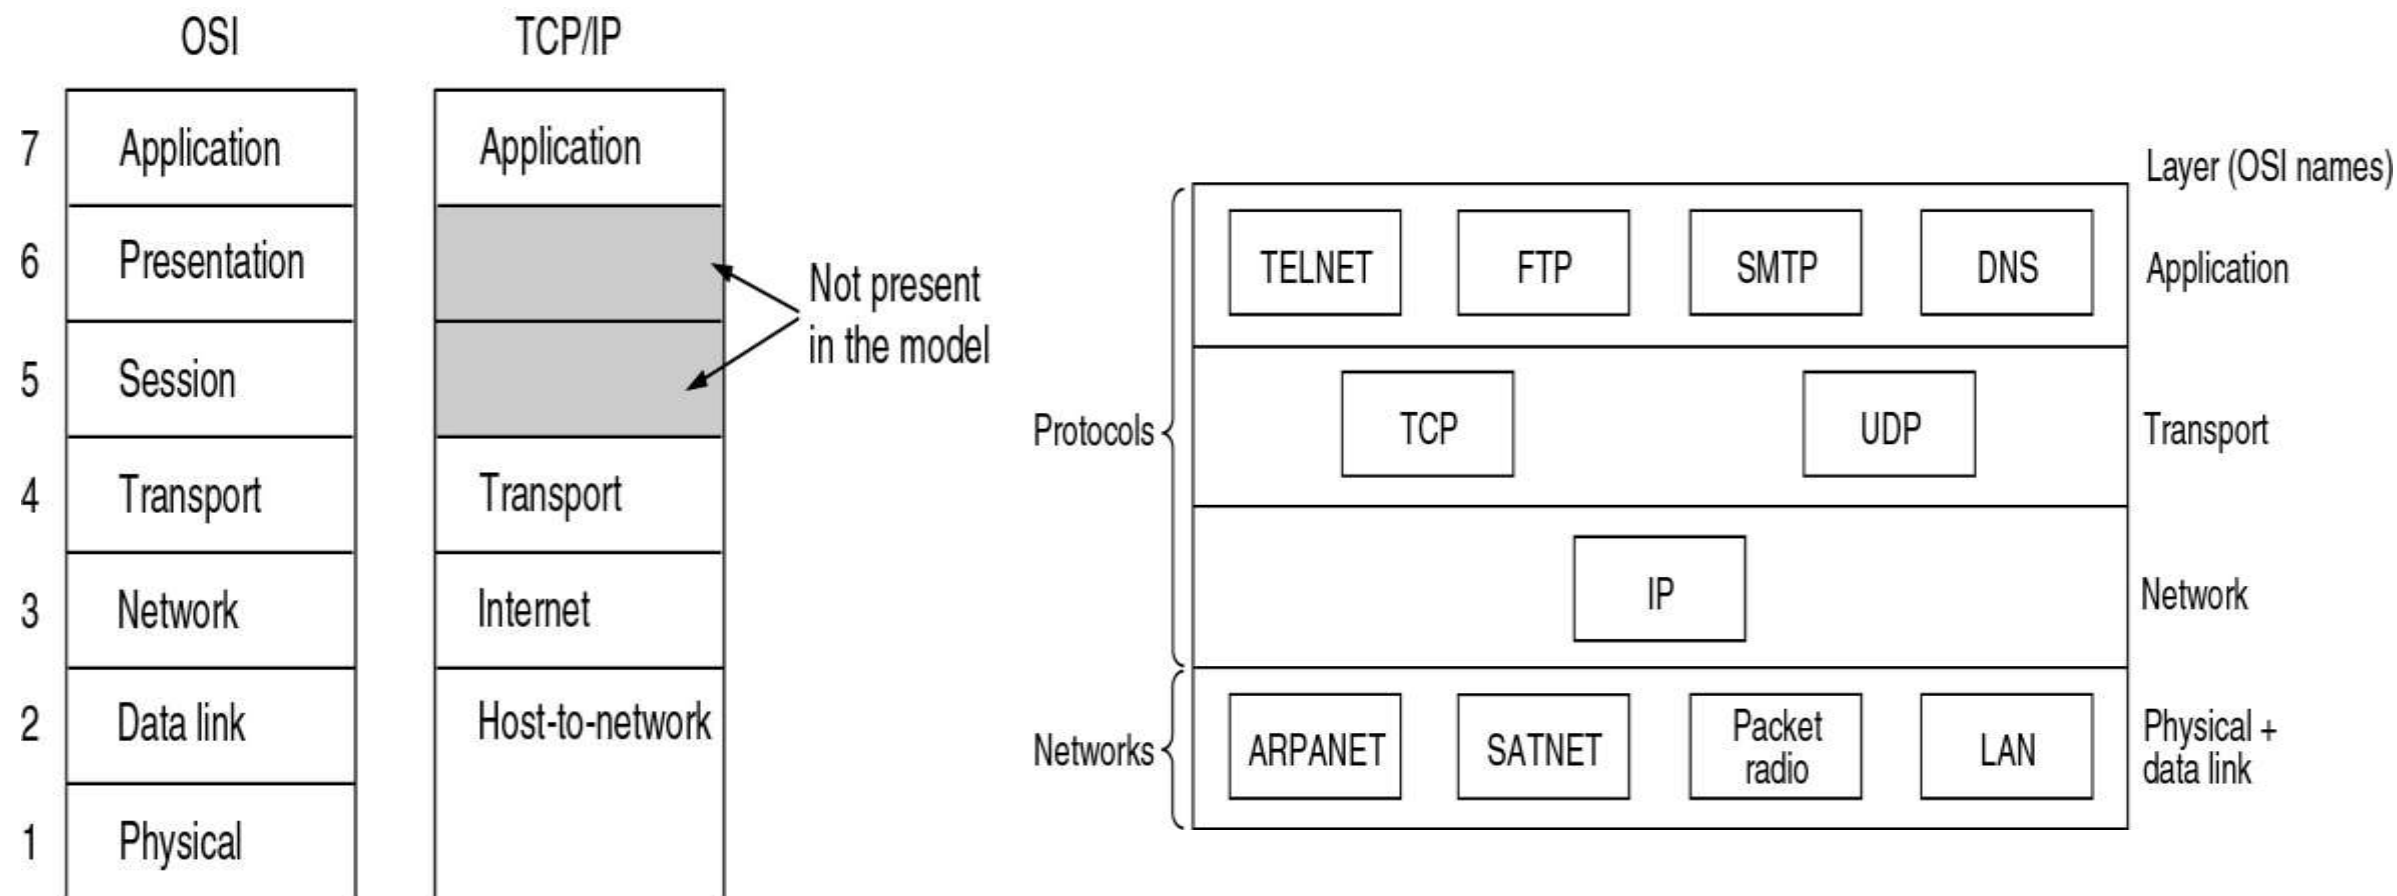 OSI
TCP/IP
7
Application
Application
6
Presentation
5
Session
Not present
in the model
4
Transport
Transport
3
Network
Internet
2
Data link
Host-to-network
1
Physical
Layer (OSI names)
TELNET
FTP
SMTP
DNS
Application
Protocols
TCP
UDP
Transport
IP
Network
Networks
ARPANET
SATNET
Packet
radio
LAN
Physical +
data link